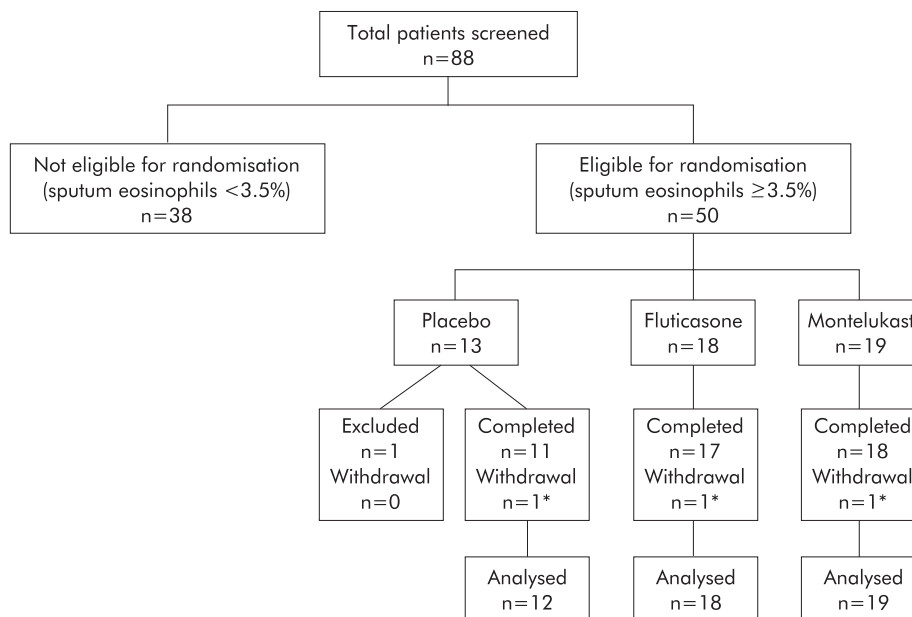 Total patients screened
n=88
Not eligible for randomisation
(sputum eosinophils <3.5%)
n=38
Eligible for randomisation
(sputum eosinophils ≥3.5%)
n=50
Placebo
n=13
Fluticasone
n=18
Montelukast
n=19
Excluded
n=1
Withdrawal
n=0
Completed
n=11
Withdrawal
n=1*
Completed
n=17
Withdrawal
n=1*
Completed
n=18
Withdrawal
n=1*
Analysed
n=12
Analysed
n=18
Analysed
n=19